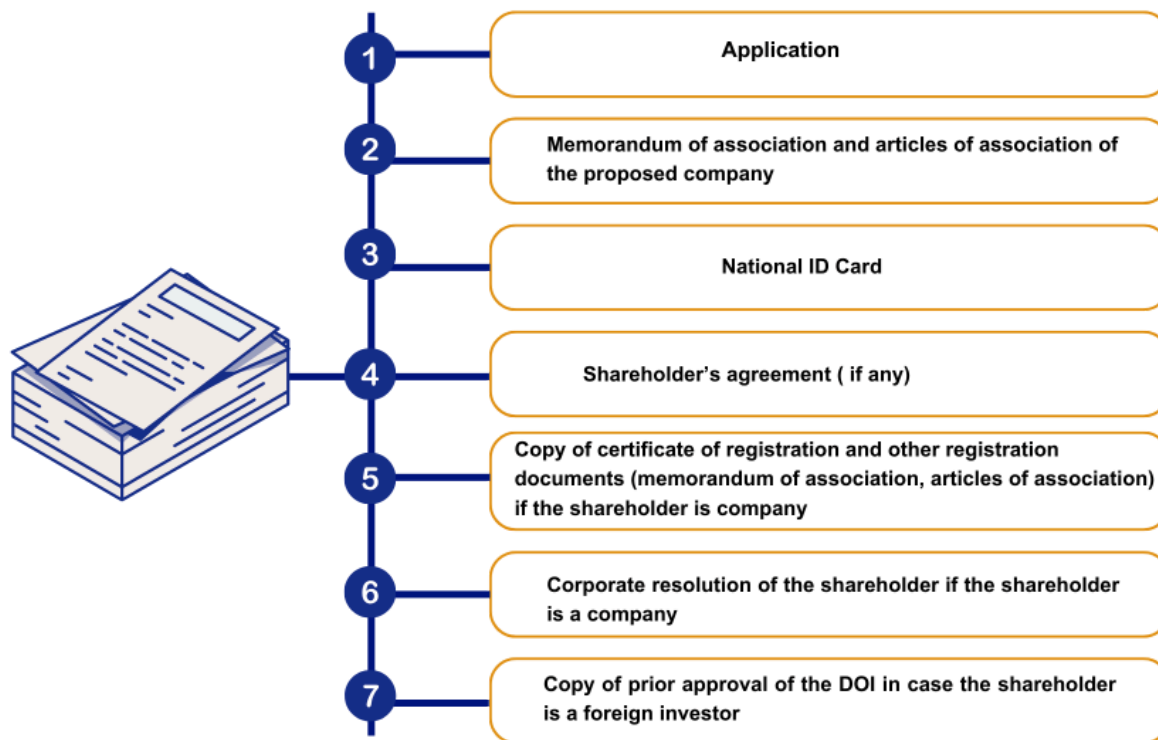 1
Application
2
Memorandum of association and articles of association of
the proposed company
3
National ID Card
4
Shareholder’s agreement ( if any)
5
Copy of certificate of registration and other registration
documents (memorandum of association, articles of association)
if the shareholder is company
6
Corporate resolution of the shareholder if the shareholder
is a company
7
Copy of prior approval of the DOI in case the shareholder
is a foreign investor